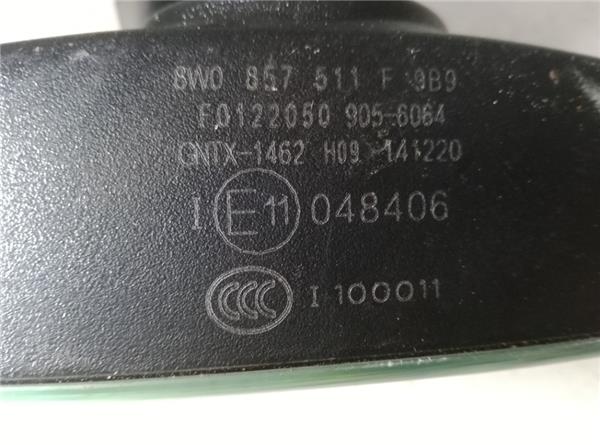 8W0 857 511 F 9B9
F0122050 905-6064
GNTX-1462 H09 141220
I E11 048406
CCC I 100011